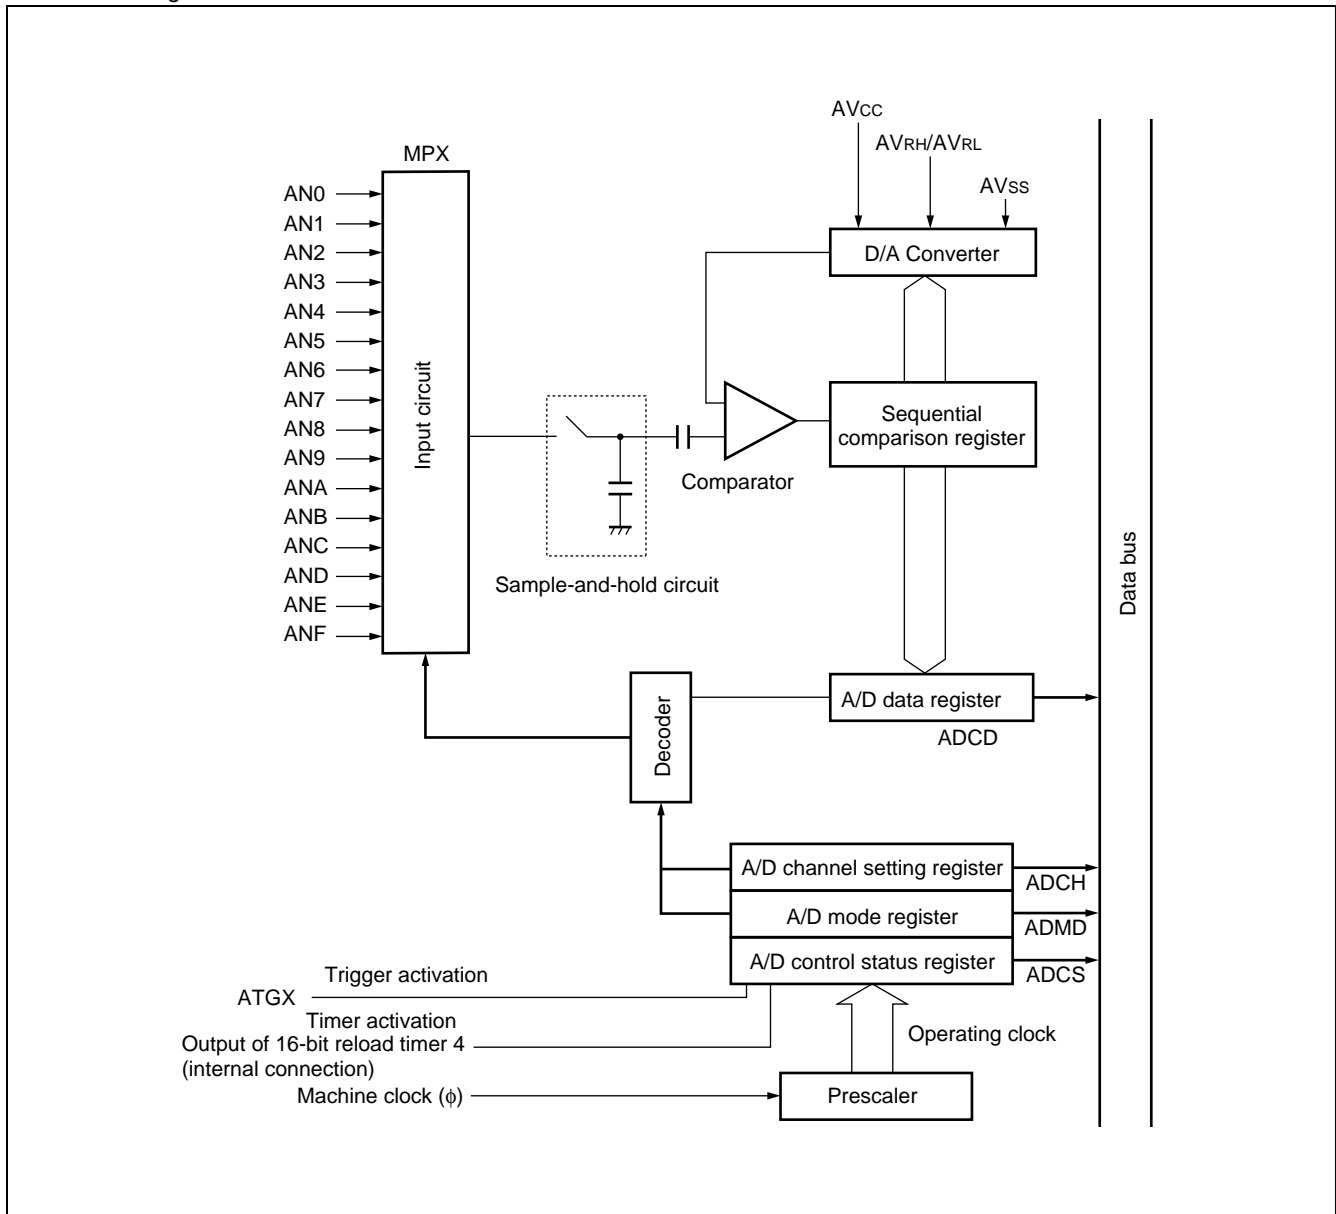 AVCC
AVRH/AVRL
AVSS
MPX
AN0
AN1
AN2
AN3
AN4
AN5
AN6
AN7
AN8
AN9
ANA
ANB
ANC
AND
ANE
ANF
Input circuit
D/A Converter
Sequential
comparison register
Comparator
Sample-and-hold circuit
Data bus
Decoder
A/D data register
ADCD
A/D channel setting register
ADCH
A/D mode register
ADMD
A/D control status register
ADCS
Trigger activation
ATGX
Timer activation
Output of 16-bit reload timer 4
(internal connection)
Operating clock
Machine clock (ϕ)
Prescaler